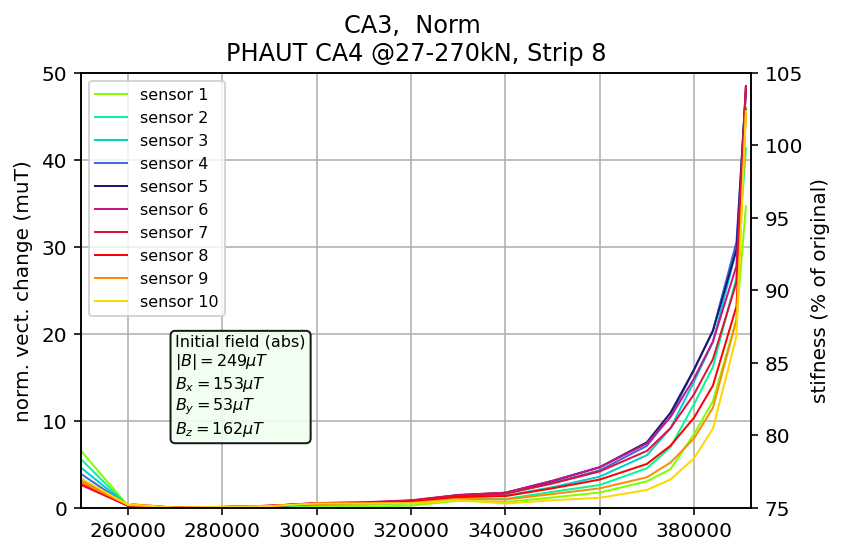 CA3,  Norm
PHAUT CA4 @27-270kN, Strip 8
50
40
30
20
10
0
norm. vect. change (muT)
sensor 1
sensor 2
sensor 3
sensor 4
sensor 5
sensor 6
sensor 7
sensor 8
sensor 9
sensor 10
Initial field (abs)
|B| = 249μT
Bx = 153μT
By = 53μT
Bz = 162μT
105
100
95
90
85
80
75
stifness (% of original)
260000 280000 300000 320000 340000 360000 380000